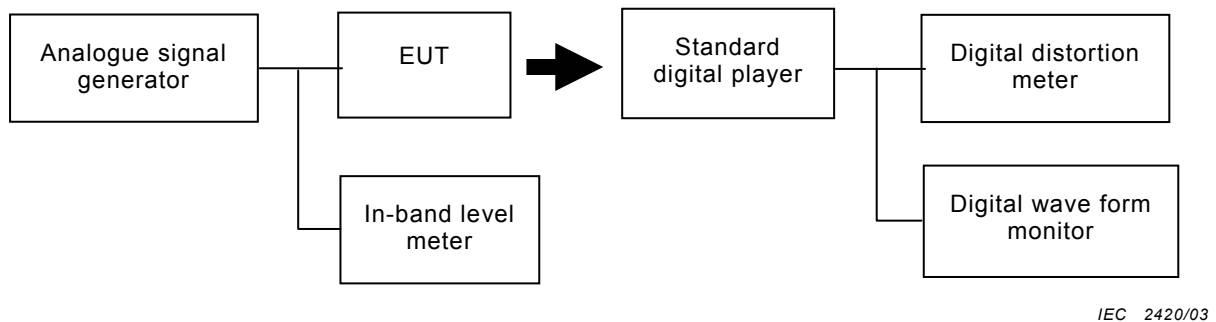 Analogue signal
generator
EUT
In-band level
meter
Standard
digital player
Digital distortion
meter
Digital wave form
monitor
IEC 2420/03